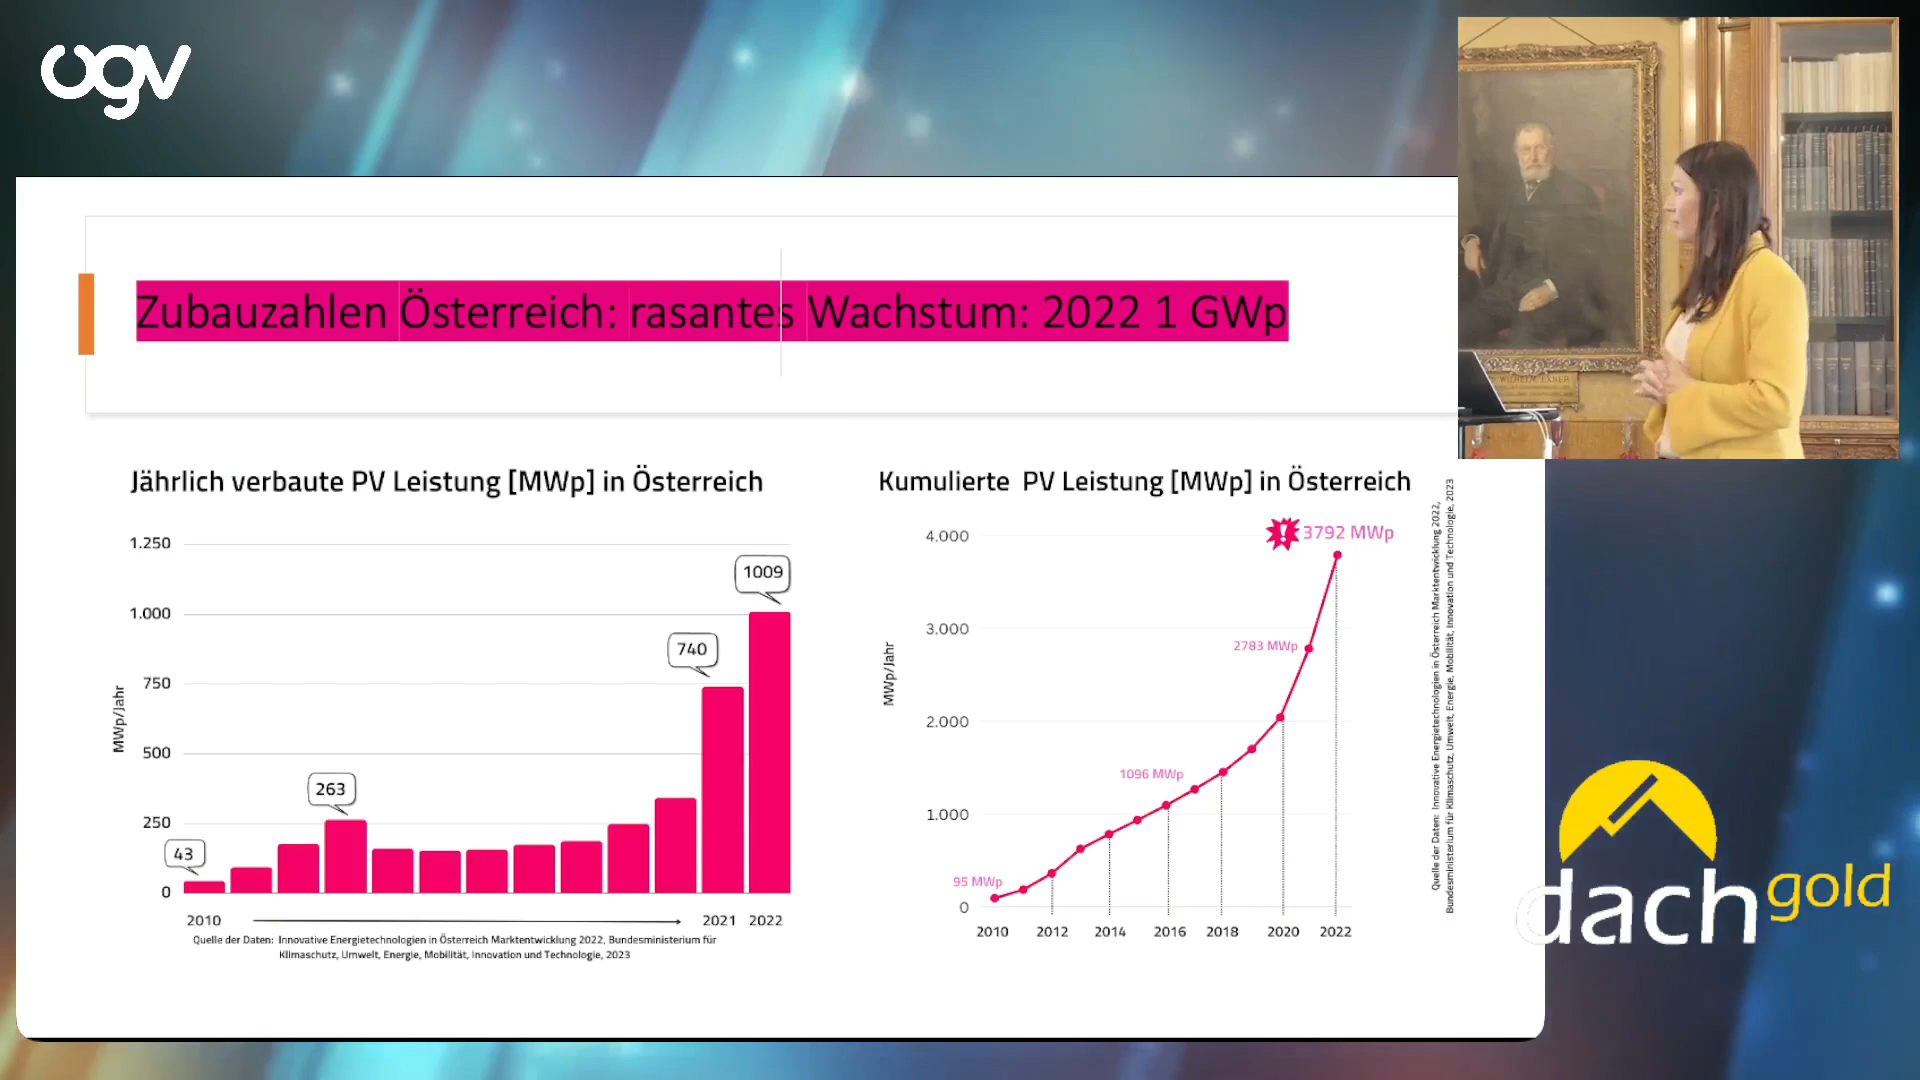 ogv
Zubauzahlen Österreich: rasantes Wachstum: 2022 1 GWp
WILHELM EXNER
Jährlich verbaute PV Leistung [MWp] in Österreich
1.250
1.000
750
500
250
0
MWp/Jahr
43
263
740
1009
2010
2021
2022
Quelle der Daten: Innovative Energietechnologien in Österreich Marktentwicklung 2022, Bundesministerium für
Klimaschutz, Umwelt, Energie, Mobilität, Innovation und Technologie, 2023
Kumulierte PV Leistung [MWp] in Österreich
4.000
3.000
2.000
1.000
0
MWp/Jahr
95 MWp
1096 MWp
2783 MWp
! 3792 MWp
2010
2012
2014
2016
2018
2020
2022
Quelle der Daten: Innovative Energietechnologien in Österreich Marktentwicklung 2022,
Bundesministerium für Klimaschutz, Umwelt, Energie, Mobilität, Innovation und Technologie, 2023
dachgold